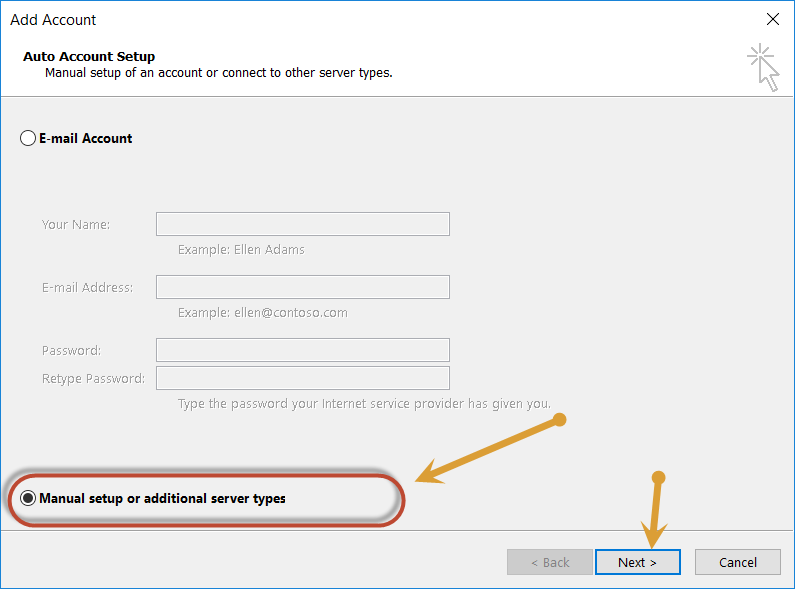 Add Account
Auto Account Setup
Manual setup of an account or connect to other server types.
E-mail Account
Your Name:
Example: Ellen Adams
E-mail Address:
Example: ellen@contoso.com
Password:
Retype Password:
Type the password your Internet service provider has given you.
Manual setup or additional server types
< Back Next > Cancel